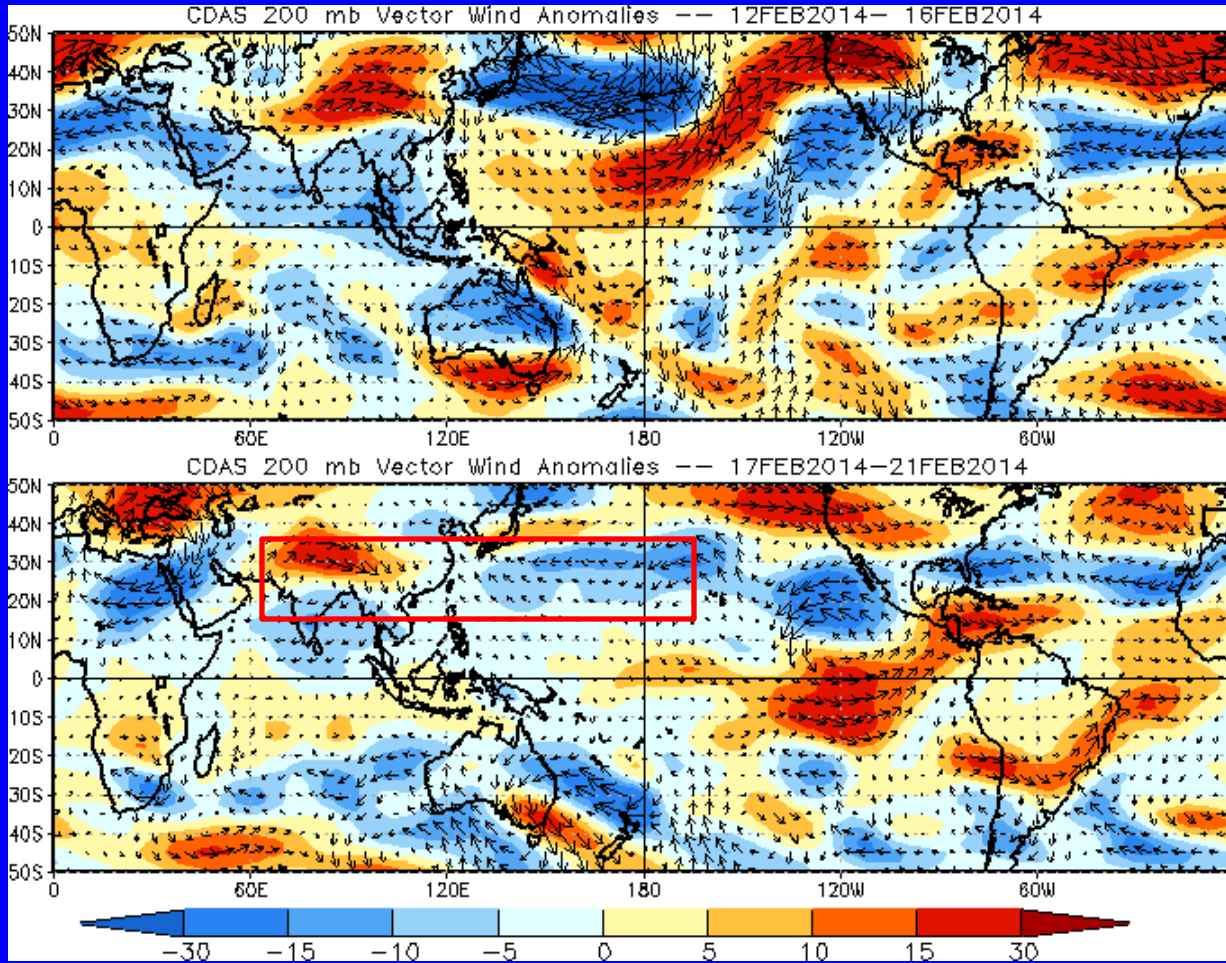 CDAS 200 mb Vector Wind Anomalies -- 12FEB2014- 16FEB2014
50N
40N
30N
20N
10N
0
10S
20S
30S
40S
50S
0 60E 120E 180 120W 60W
CDAS 200 mb Vector Wind Anomalies -- 17FEB2014-21FEB2014
50N
40N
30N
20N
10N
0
10S
20S
30S
40S
50S
0 60E 120E 180 120W 60W
-30 -15 -10 -5 0 5 10 15 30